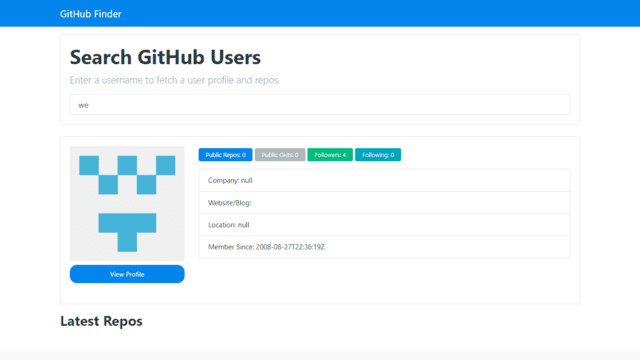 GitHub Finder
Search GitHub Users
Enter a username to fetch a user profile and repos
we
Public Repos: 0
Public Gists: 0
Followers: 4
Following: 0
Company: null
Website/Blog:
Location: null
Member Since: 2008-08-27T22:36:19Z
View Profile
Latest Repos